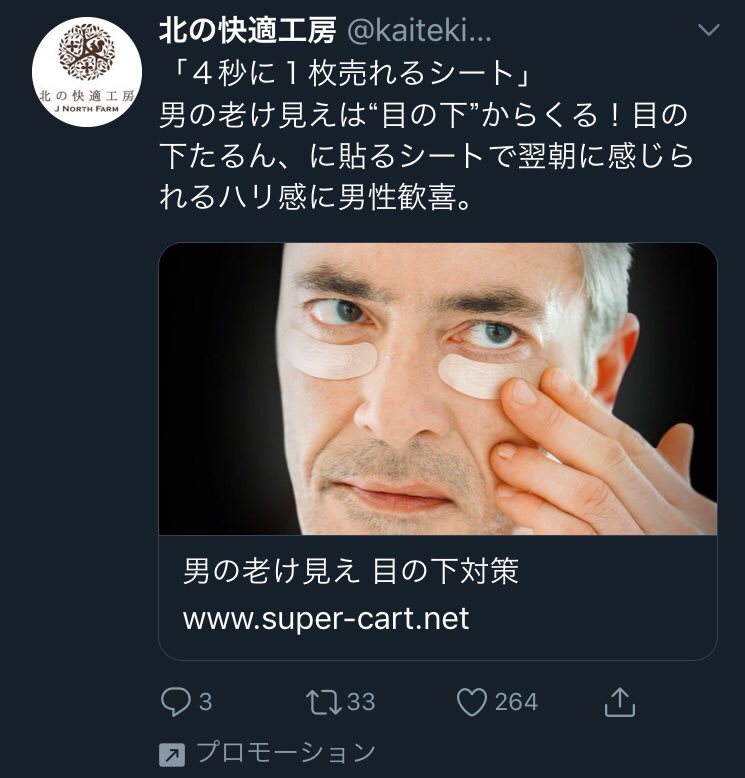 北の快適工房 @kaiteki...
北の快適工房
J NORTH FARM
「４秒に１枚売れるシート」
男の老け見えは“目の下”からくる！目の
下たるん、に貼るシートで翌朝に感じら
れるハリ感に男性歓喜。
男の老け見え 目の下対策
www.super-cart.net
3 33 264
プロモーション